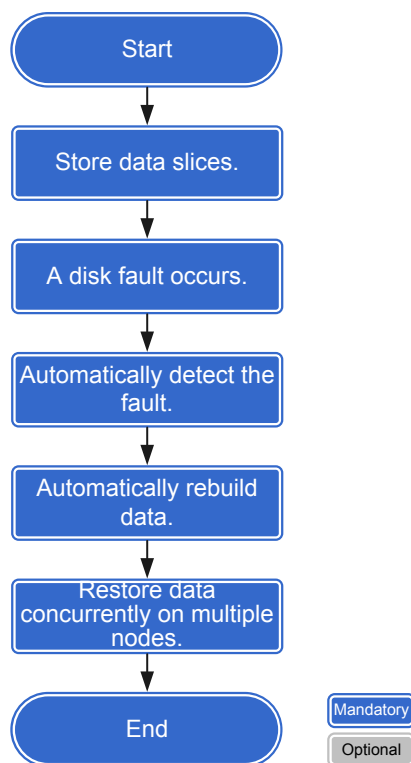 Start
Store data slices.
A disk fault occurs.
Automatically detect the
fault.
Automatically rebuild
data.
Restore data
concurrently on multiple
nodes.
End
Mandatory
Optional